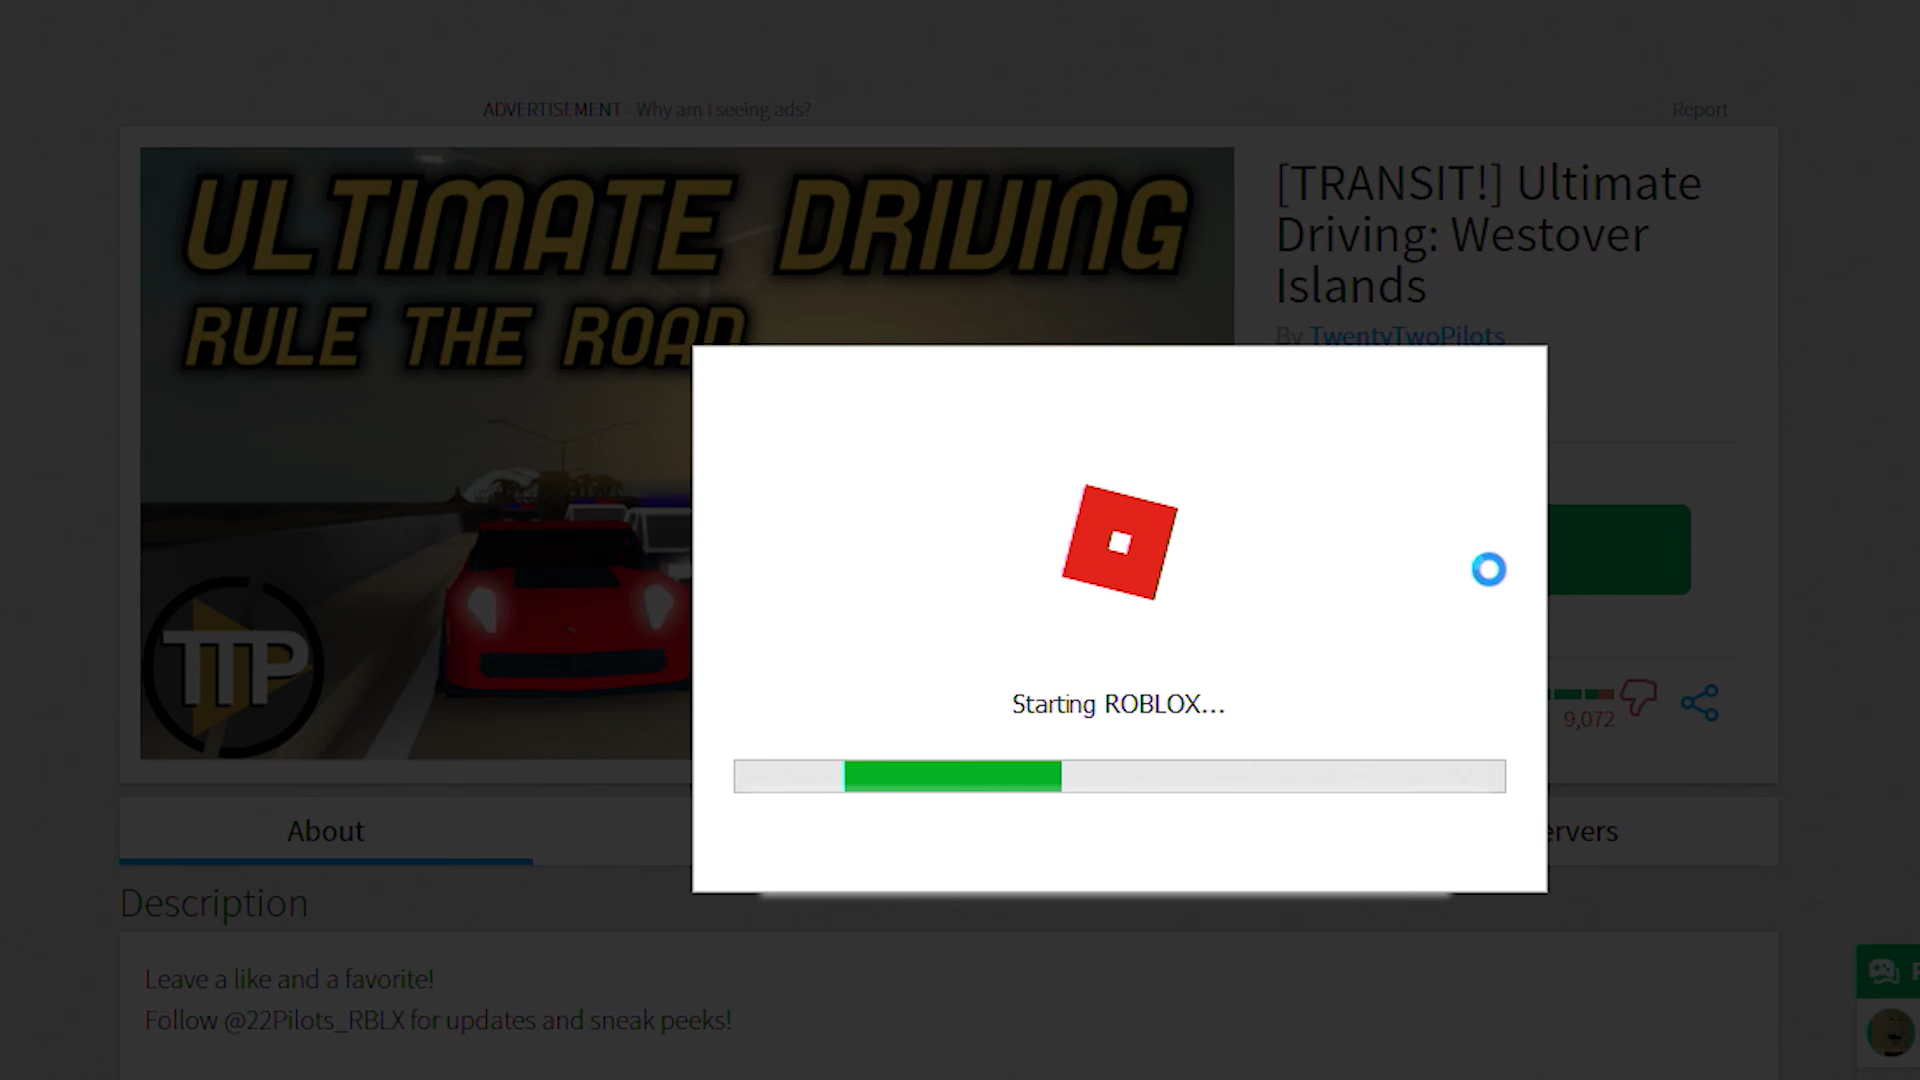 ADVERTISEMENT - Why am I seeing ads?
Report
ULTIMATE DRIVING
RULE THE ROAD
TTP
[TRANSIT!] Ultimate
Driving: Westover
Islands
By TwentyTwoPilots
Starting ROBLOX...
9,072
About
ervers
Description
Leave a like and a favorite!
Follow @22Pilots_RBLX for updates and sneak peeks!